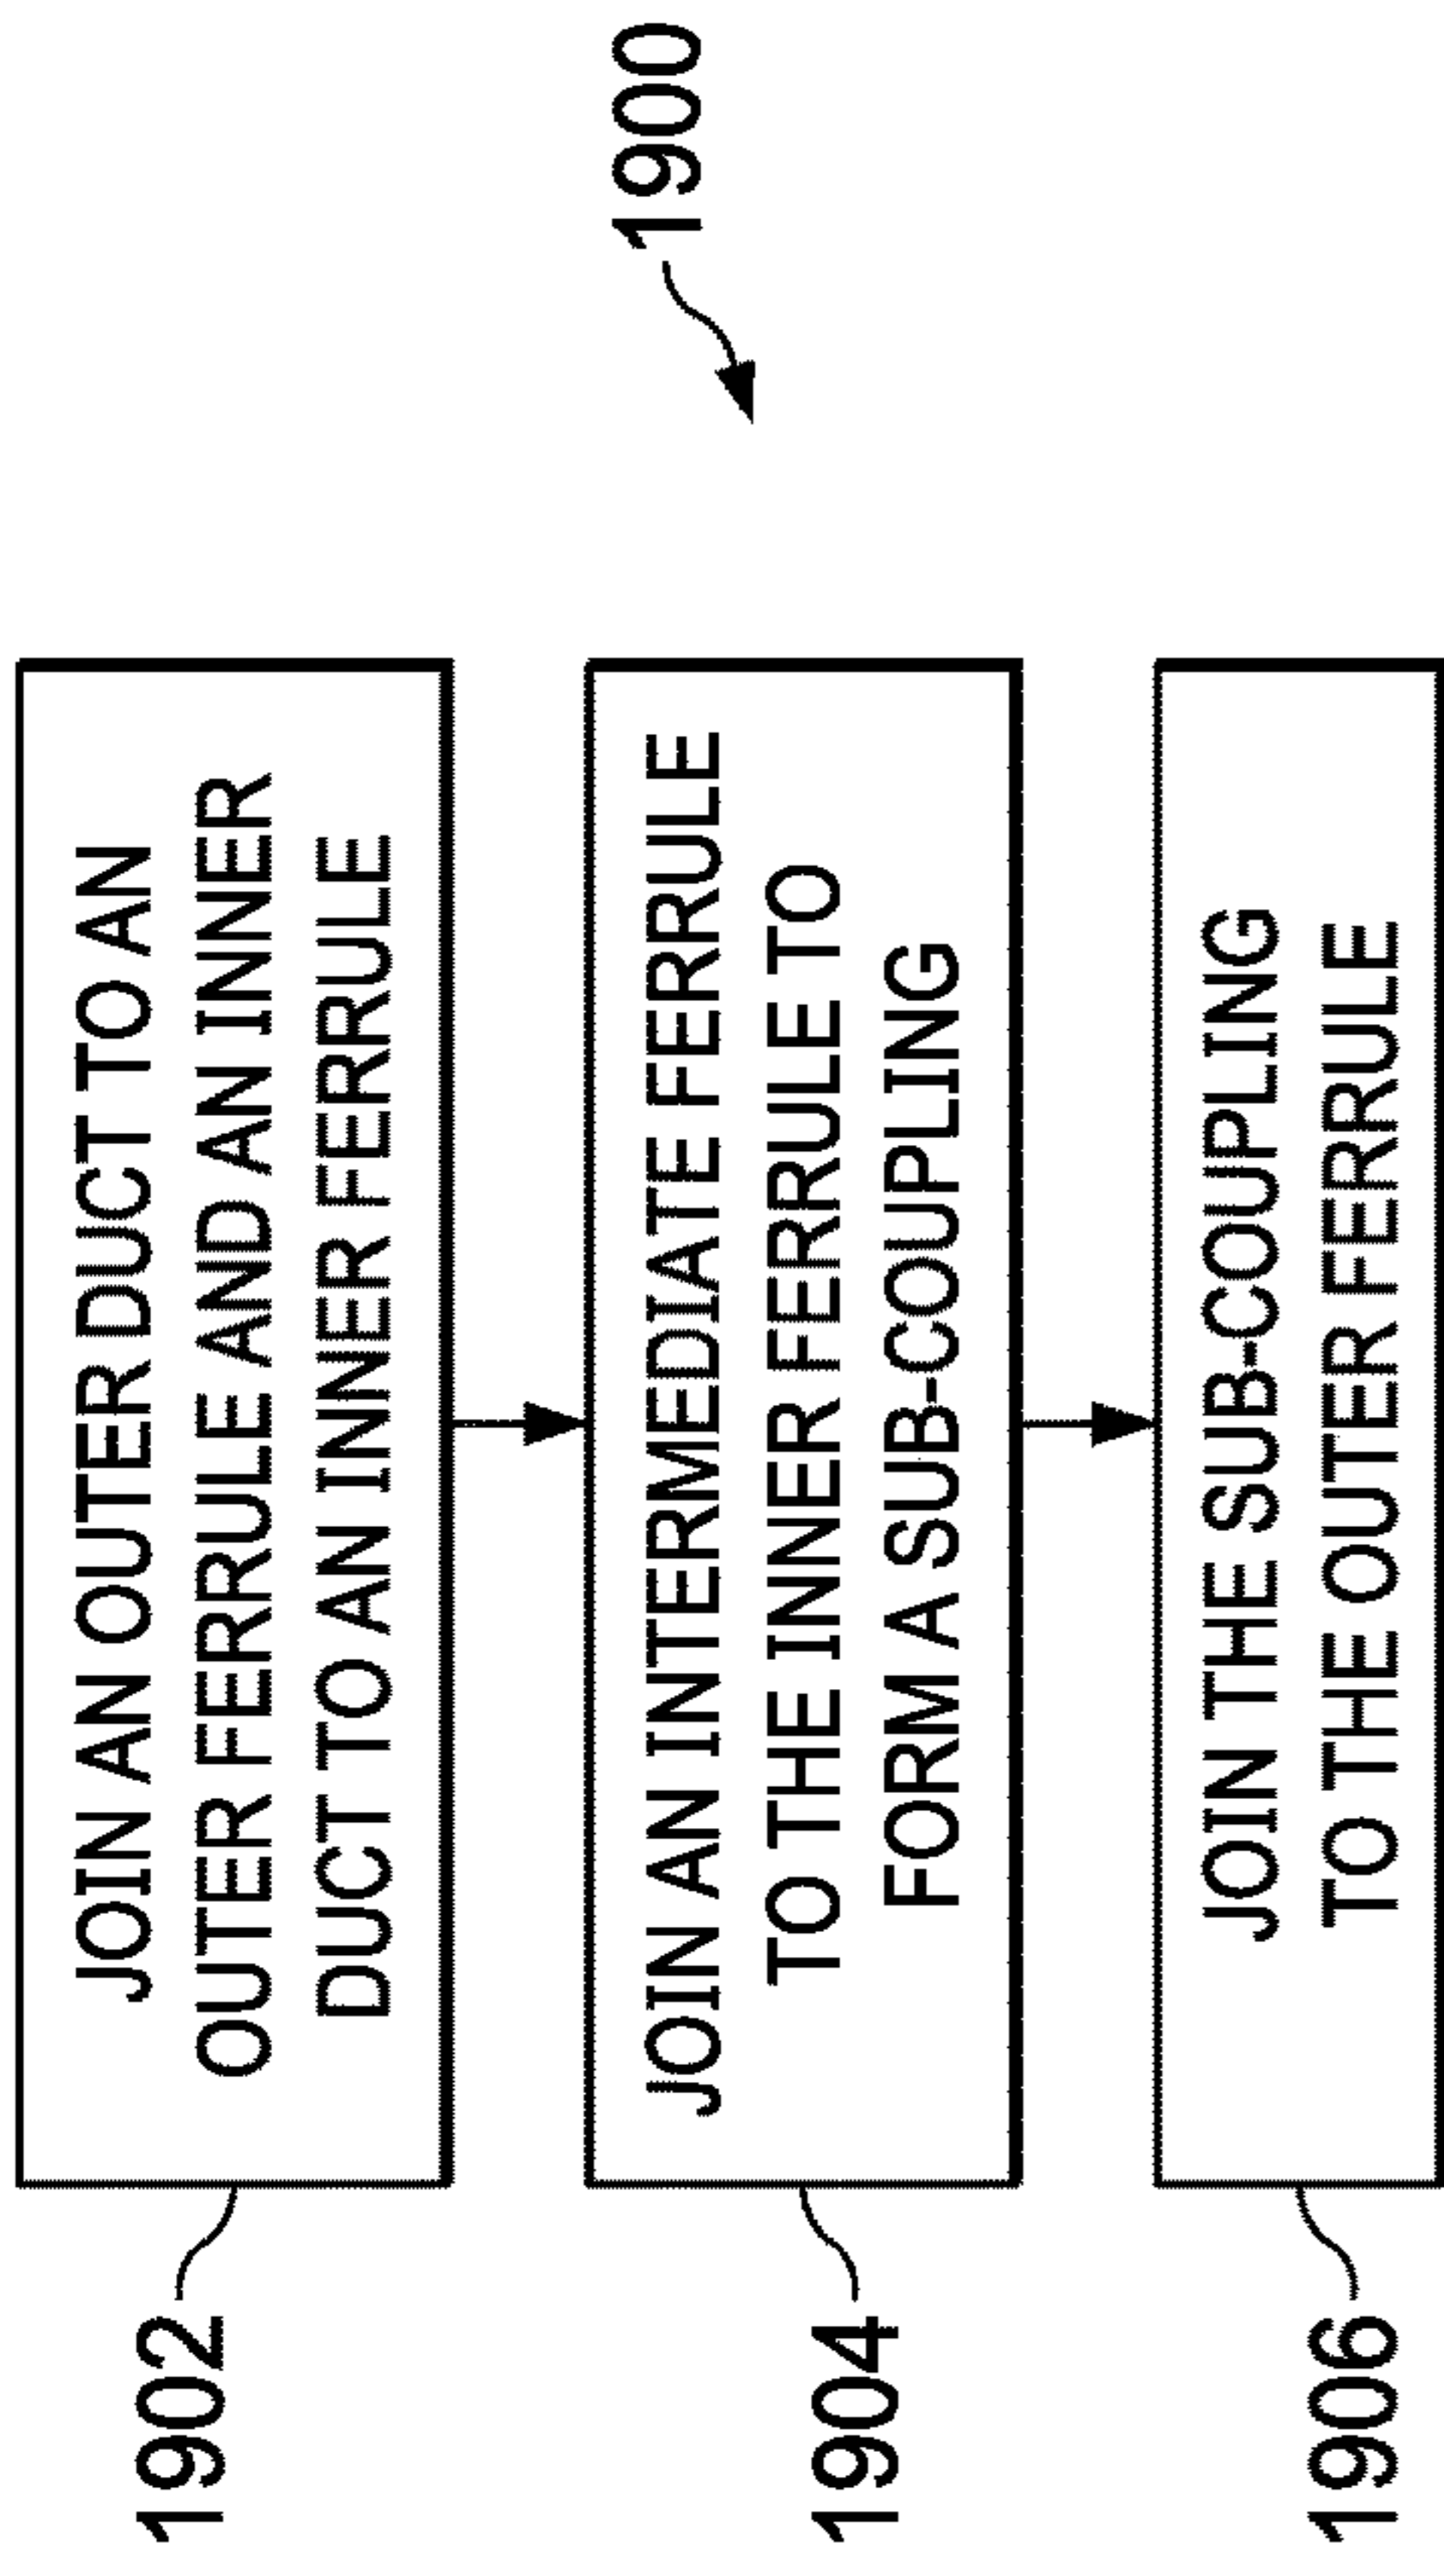 1900
1902
JOIN AN OUTER DUCT TO AN
OUTER FERRULE AND AN INNER
DUCT TO AN INNER FERRULE
1904
JOIN AN INTERMEDIATE FERRULE
TO THE INNER FERRULE TO
FORM A SUB-COUPLING
1906
JOIN THE SUB-COUPLING
TO THE OUTER FERRULE